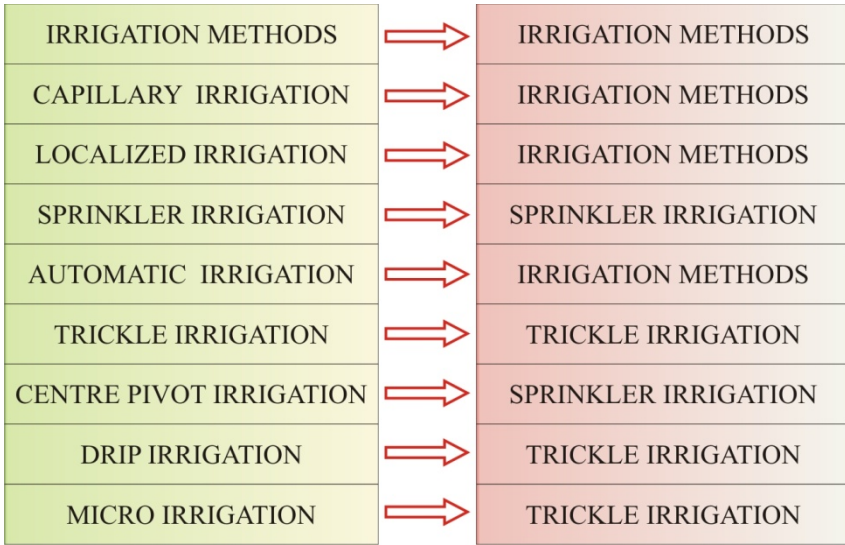 IRRIGATION METHODS IRRIGATION METHODS
CAPILLARY IRRIGATION IRRIGATION METHODS
LOCALIZED IRRIGATION IRRIGATION METHODS
SPRINKLER IRRIGATION SPRINKLER IRRIGATION
AUTOMATIC IRRIGATION IRRIGATION METHODS
TRICKLE IRRIGATION TRICKLE IRRIGATION
CENTRE PIVOT IRRIGATION SPRINKLER IRRIGATION
DRIP IRRIGATION TRICKLE IRRIGATION
MICRO IRRIGATION TRICKLE IRRIGATION